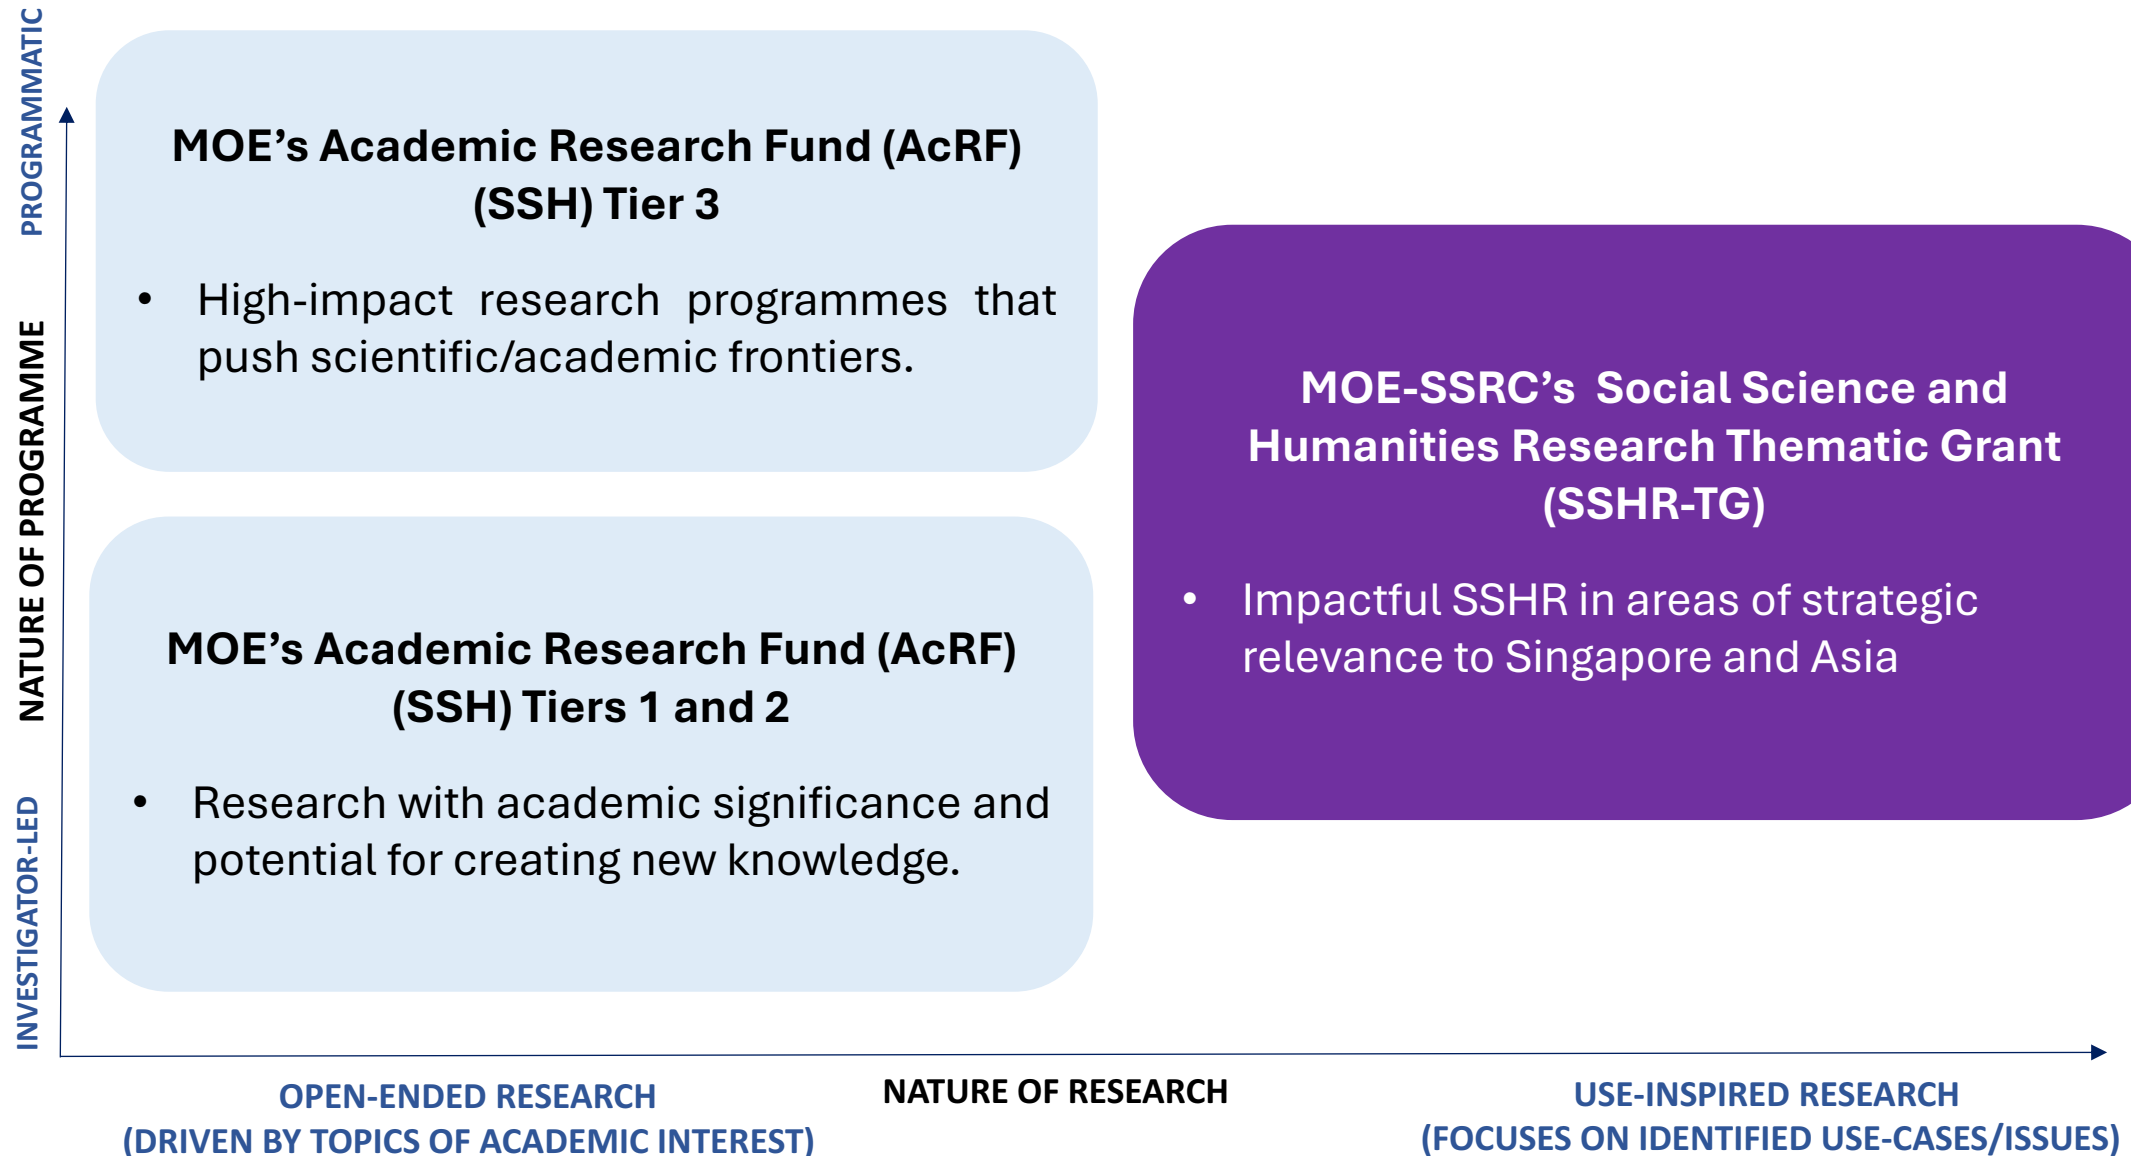 PROGRAMMATIC
NATURE OF PROGRAMME
INVESTIGATOR-LED
MOE’s Academic Research Fund (AcRF)
(SSH) Tier 3
• High-impact research programmes that
push scientific/academic frontiers.
MOE’s Academic Research Fund (AcRF)
(SSH) Tiers 1 and 2
• Research with academic significance and
potential for creating new knowledge.
MOE-SSRC’s Social Science and
Humanities Research Thematic Grant
(SSHR-TG)
• Impactful SSHR in areas of strategic
relevance to Singapore and Asia
OPEN-ENDED RESEARCH
(DRIVEN BY TOPICS OF ACADEMIC INTEREST)
NATURE OF RESEARCH
USE-INSPIRED RESEARCH
(FOCUSES ON IDENTIFIED USE-CASES/ISSUES)